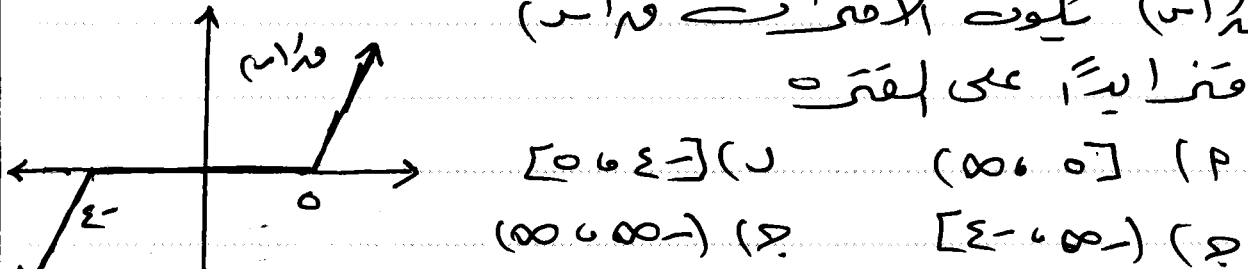 يكون الاقتران ق(س)
متزايداً على الفترة
أ) [٥ ، ∞)
ب) [-٤ ، ٥]
ج) (-∞ ، -٤]
ج) (-∞ ، ∞)
قَ(س)
-٤
٥